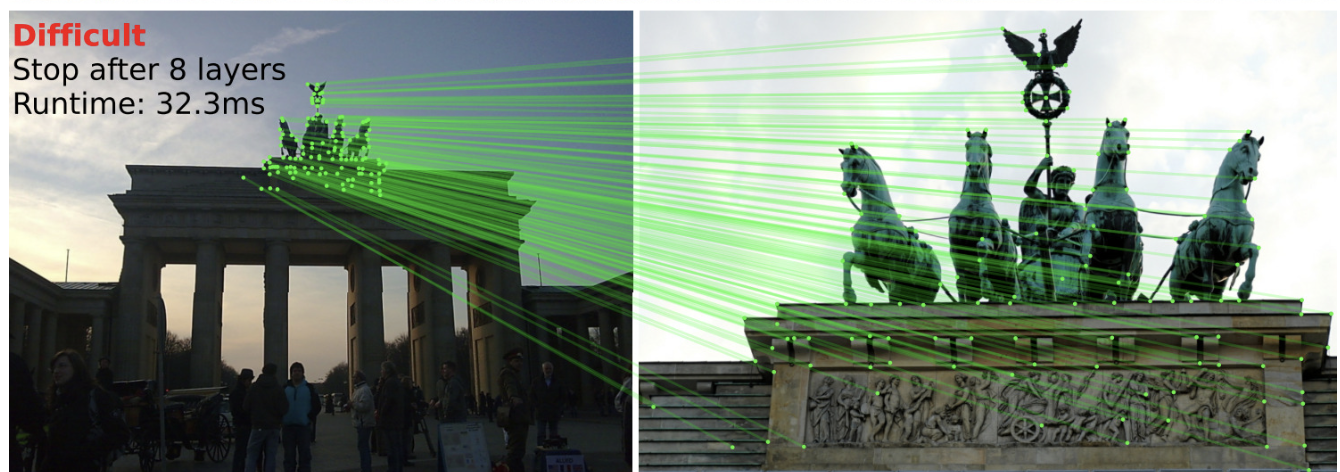 Difficult
Stop after 8 layers
Runtime: 32.3ms